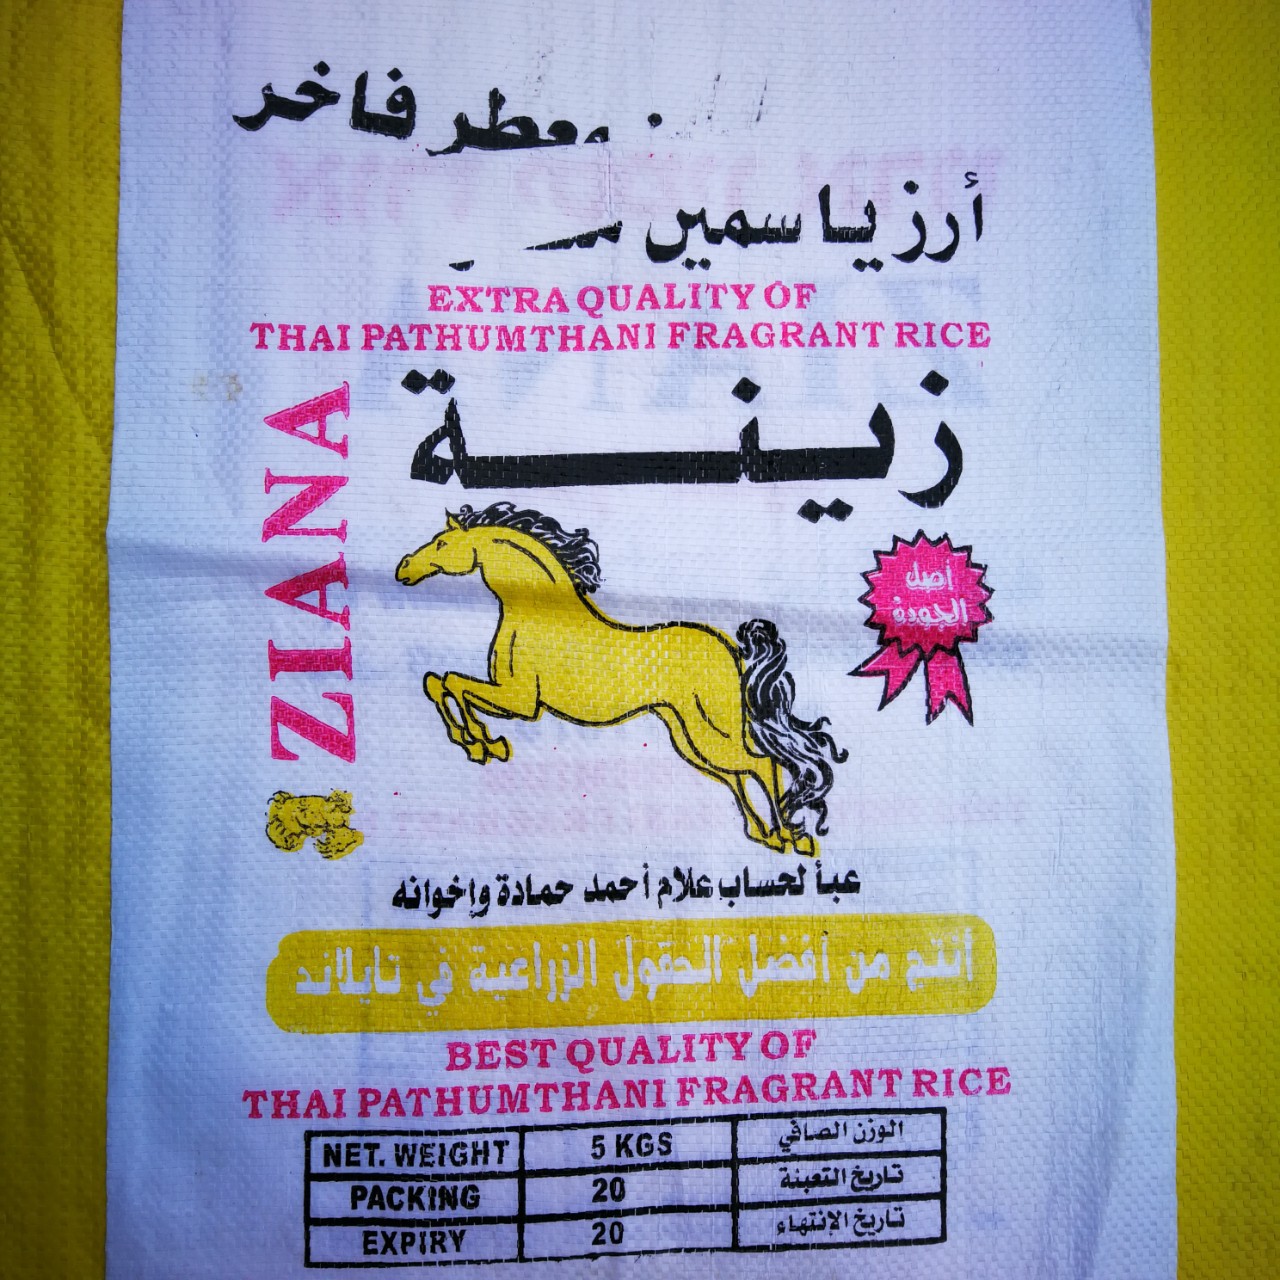 معطر فاخر
أرز ياسمين
EXTRA QUALITY OF
THAI PATHUMTHANI FRAGRANT RICE
زينة
ZIANA
أصل
الجودة
عبأ لحساب علام أحمد حمادة واخوانه
أنتج من أفضل الحقول الزراعية في تايلاند
BEST QUALITY OF
THAI PATHUMTHANI FRAGRANT RICE
NET. WEIGHT 5 KGS الوزن الصافي
PACKING 20 تاريخ التعبئة
EXPIRY 20 تاريخ الإنتهاء